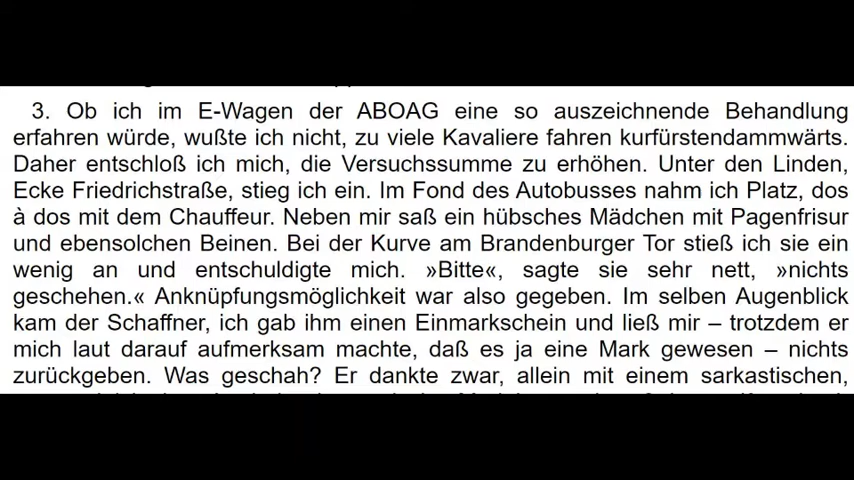 3. Ob ich im E-Wagen der ABOAG eine so auszeichnende Behandlung
erfahren würde, wußte ich nicht, zu viele Kavaliere fahren kurfürstendammwärts.
Daher entschloß ich mich, die Versuchssumme zu erhöhen. Unter den Linden,
Ecke Friedrichstraße, stieg ich ein. Im Fond des Autobusses nahm ich Platz, dos
à dos mit dem Chauffeur. Neben mir saß ein hübsches Mädchen mit Pagenfrisur
und ebensolchen Beinen. Bei der Kurve am Brandenburger Tor stieß ich sie ein
wenig an und entschuldigte mich. »Bitte«, sagte sie sehr nett, »nichts
geschehen.« Anknüpfungsmöglichkeit war also gegeben. Im selben Augenblick
kam der Schaffner, ich gab ihm einen Einmarkschein und ließ mir – trotzdem er
mich laut darauf aufmerksam machte, daß es ja eine Mark gewesen – nichts
zurückgeben. Was geschah? Er dankte zwar, allein mit einem sarkastischen,